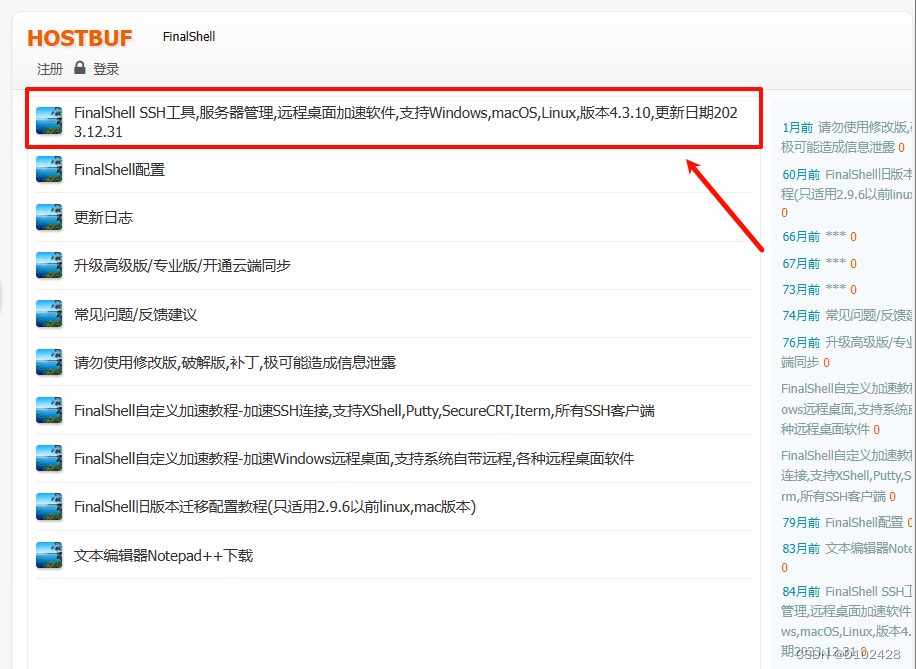 HOSTBUF FinalShell
注册 登录
FinalShell SSH工具,服务器管理,远程桌面加速软件,支持Windows,macOS,Linux,版本4.3.10,更新日期202
3.12.31
FinalShell配置
更新日志
升级高级版/专业版/开通云端同步
常见问题/反馈建议
请勿使用修改版,破解版,补丁,极可能造成信息泄露
FinalShell自定义加速教程-加速SSH连接,支持XShell,Putty,SecureCRT,Iterm,所有SSH客户端
FinalShell自定义加速教程-加速Windows远程桌面,支持系统自带远程,各种远程桌面软件
FinalShell旧版本迁移配置教程(只适用2.9.6以前linux,mac版本)
文本编辑器Notepad++下载
1月前 请勿使用修改版,
极可能造成信息泄露 0
60月前 FinalShell旧版本
程(只适用2.9.6以前linux
0
66月前 *** 0
67月前 *** 0
73月前 *** 0
74月前 常见问题/反馈建
76月前 升级高级版/专业
端同步 0
FinalShell自定义加速教
ows远程桌面,支持系统自
种远程桌面软件 0
FinalShell自定义加速教
连接,支持XShell,Putty,S
rm,所有SSH客户端 0
79月前 FinalShell配置 0
83月前 文本编辑器Note
0
84月前 FinalShell SSH工
管理,远程桌面加速软件
ws,macOS,Linux,版本4.
期2023.12.31 0
CSDN @D102428